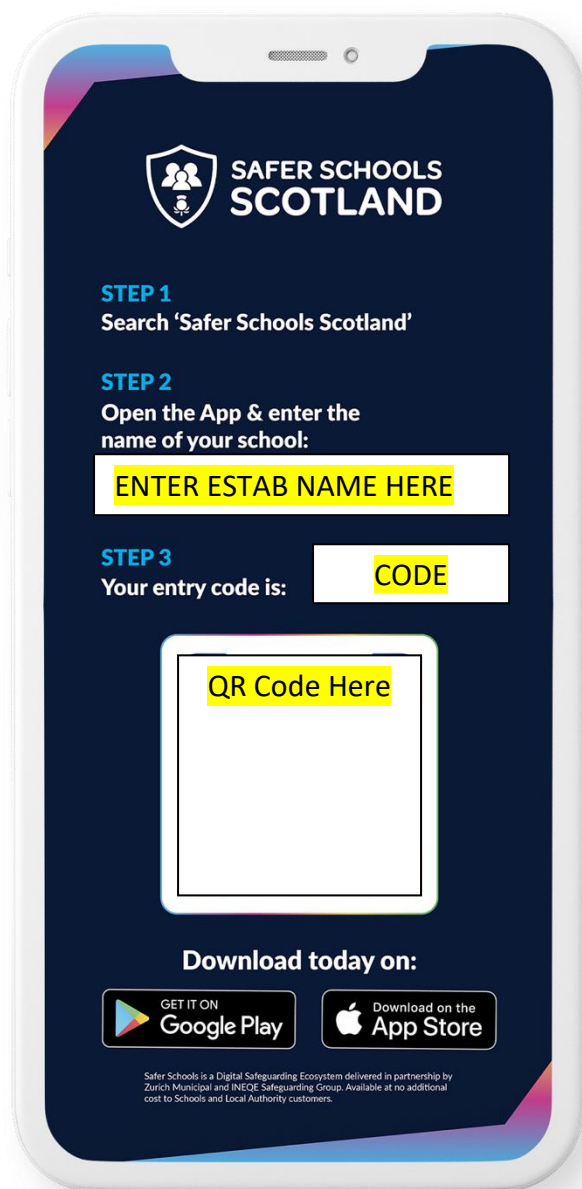 SAFER SCHOOLS
SCOTLAND
STEP 1
Search ‘Safer Schools Scotland’
STEP 2
Open the App & enter the
name of your school:
ENTER ESTAB NAME HERE
STEP 3
Your entry code is:
CODE
QR Code Here
Download today on:
GET IT ON
Google Play
Download on the
App Store
Safer Schools is a Digital Safeguarding Ecosystem delivered in partnership by
Zurich Municipal and INEQE Safeguarding Group. Available at no additional
cost to Schools and Local Authority customers.